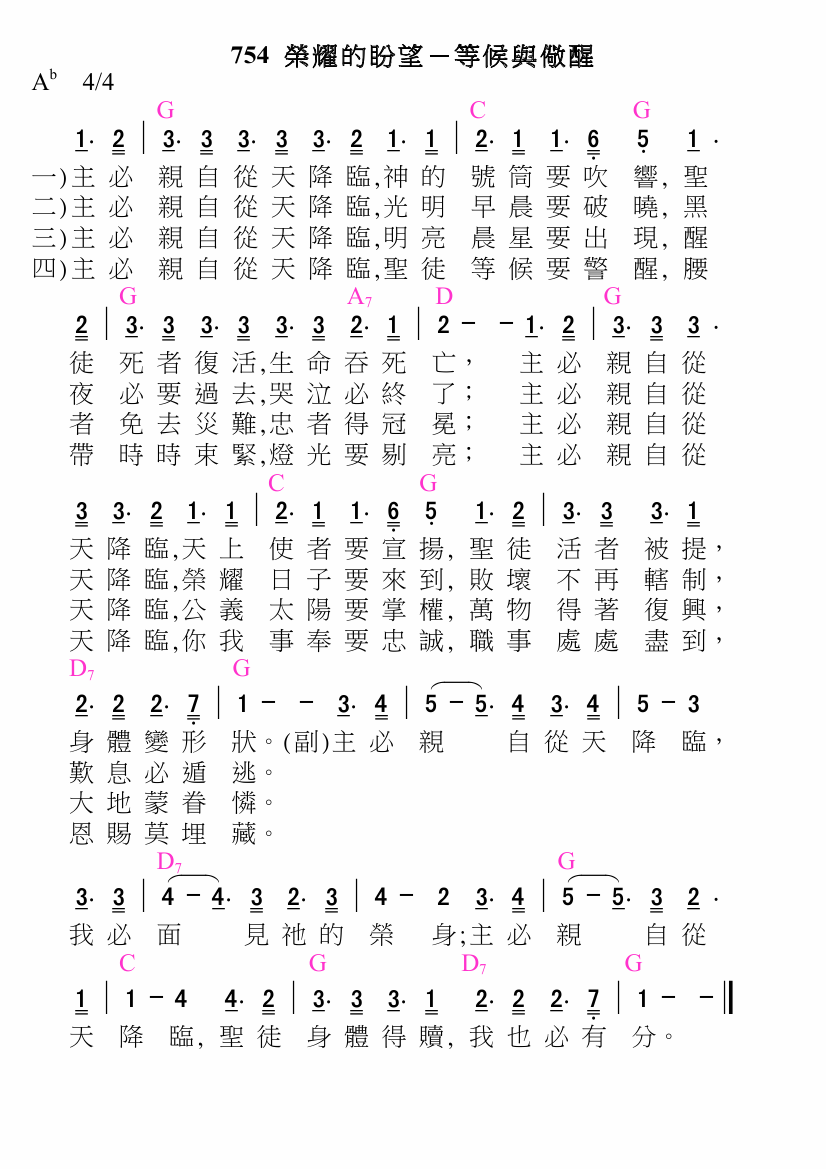 754 榮耀的盼望－等候與儆醒
A♭ 4/4
G C G
1· 2 | 3· 3 3· 3 3· 2 1· 1 | 2· 1 1· 6 5 1 ·
一)主必 親自從天降臨,神的 號筒要吹響,聖
二)主必 親自從天降臨,光明 早晨要破曉,黑
三)主必 親自從天降臨,明亮 晨星要出現,醒
四)主必 親自從天降臨,聖徒 等候要警醒,腰
G A7 D G
2 | 3· 3 3· 3 3· 3 2· 1 | 2 － － 1· 2 | 3· 3 3 ·
徒 死者復活,生命吞死 亡， 主必 親自從
夜 必要過去,哭泣必終 了； 主必 親自從
者 免去災難,忠者得冠 冕； 主必 親自從
帶 時時束緊,燈光要剔 亮； 主必 親自從
C G
3 3· 2 1· 1 | 2· 1 1· 6 5 1· 2 | 3· 3 3· 1
天降臨,天上 使者要宣揚,聖徒 活者被提，
天降臨,榮耀 日子要來到,敗壞 不再轄制，
天降臨,公義 太陽要掌權,萬物 得著復興，
天降臨,你我 事奉要忠誠,職事 處處盡到，
D7 G
2· 2 2· 7 | 1 － － 3· 4 | 5 － 5· 4 3· 4 | 5 － 3
身體變形 狀。(副)主必 親 自從天 降 臨，
歎息必遁 逃。
大地蒙眷 憐。
恩賜莫埋 藏。
D7 G
3· 3 | 4 － 4· 3 2· 3 | 4 － 2 3· 4 | 5 － 5· 3 2 ·
我必 面 見祂的 榮 身;主必 親 自從
C G D7 G
1 | 1 － 4 4· 2 | 3· 3 3· 1 2· 2 2· 7 | 1 － － ‖
天 降 臨,聖徒 身體得贖,我也必有 分。